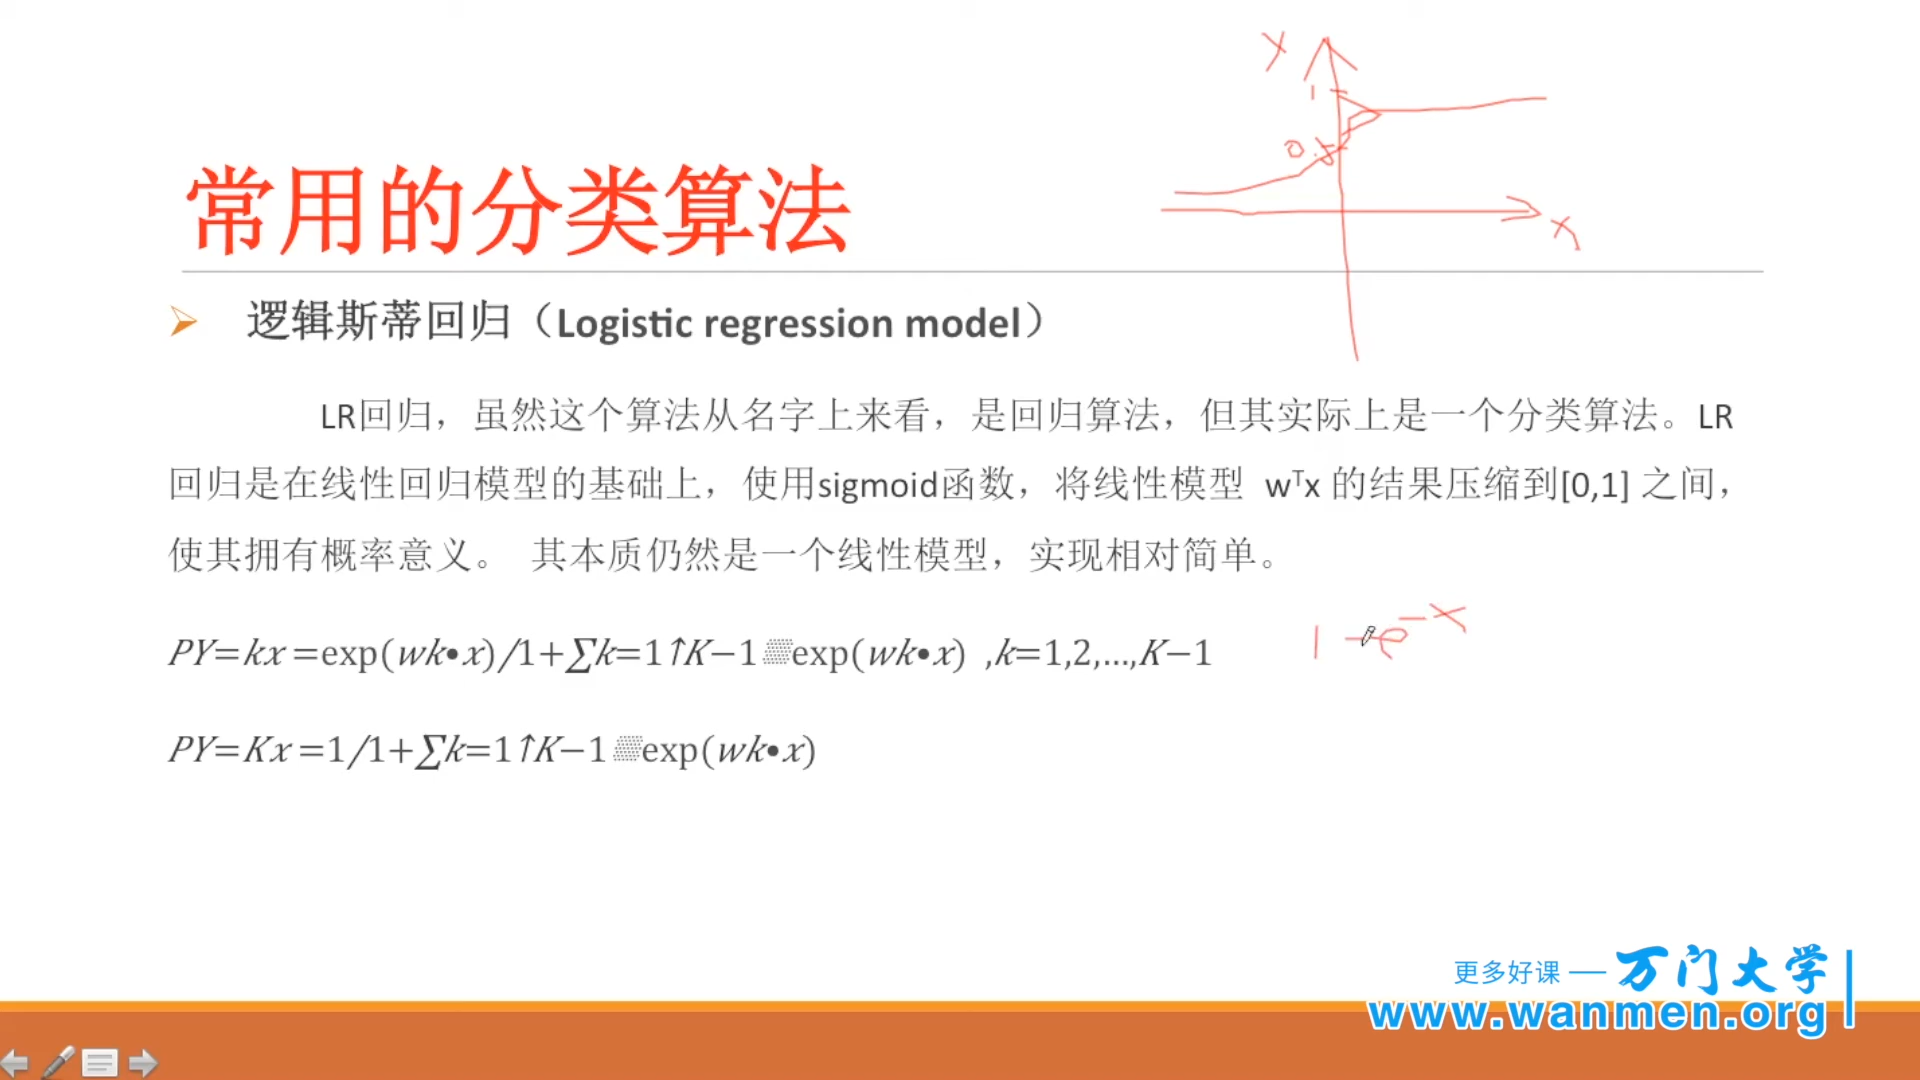 y
1
0.5
x
常用的分类算法
逻辑斯蒂回归（Logistic regression model）
LR回归，虽然这个算法从名字上来看，是回归算法，但其实际上是一个分类算法。LR
回归是在线性回归模型的基础上，使用sigmoid函数，将线性模型 wᵀx 的结果压缩到[0,1] 之间，
使其拥有概率意义。 其本质仍然是一个线性模型，实现相对简单。
PY=kx=exp(wk•x)/1+∑k=1↑K−1▒exp(wk•x) ,k=1,2,…,K−1
1 + e^-x
PY=Kx=1/1+∑k=1↑K−1▒exp(wk•x)
更多好课 — 万门大学
www.wanmen.org